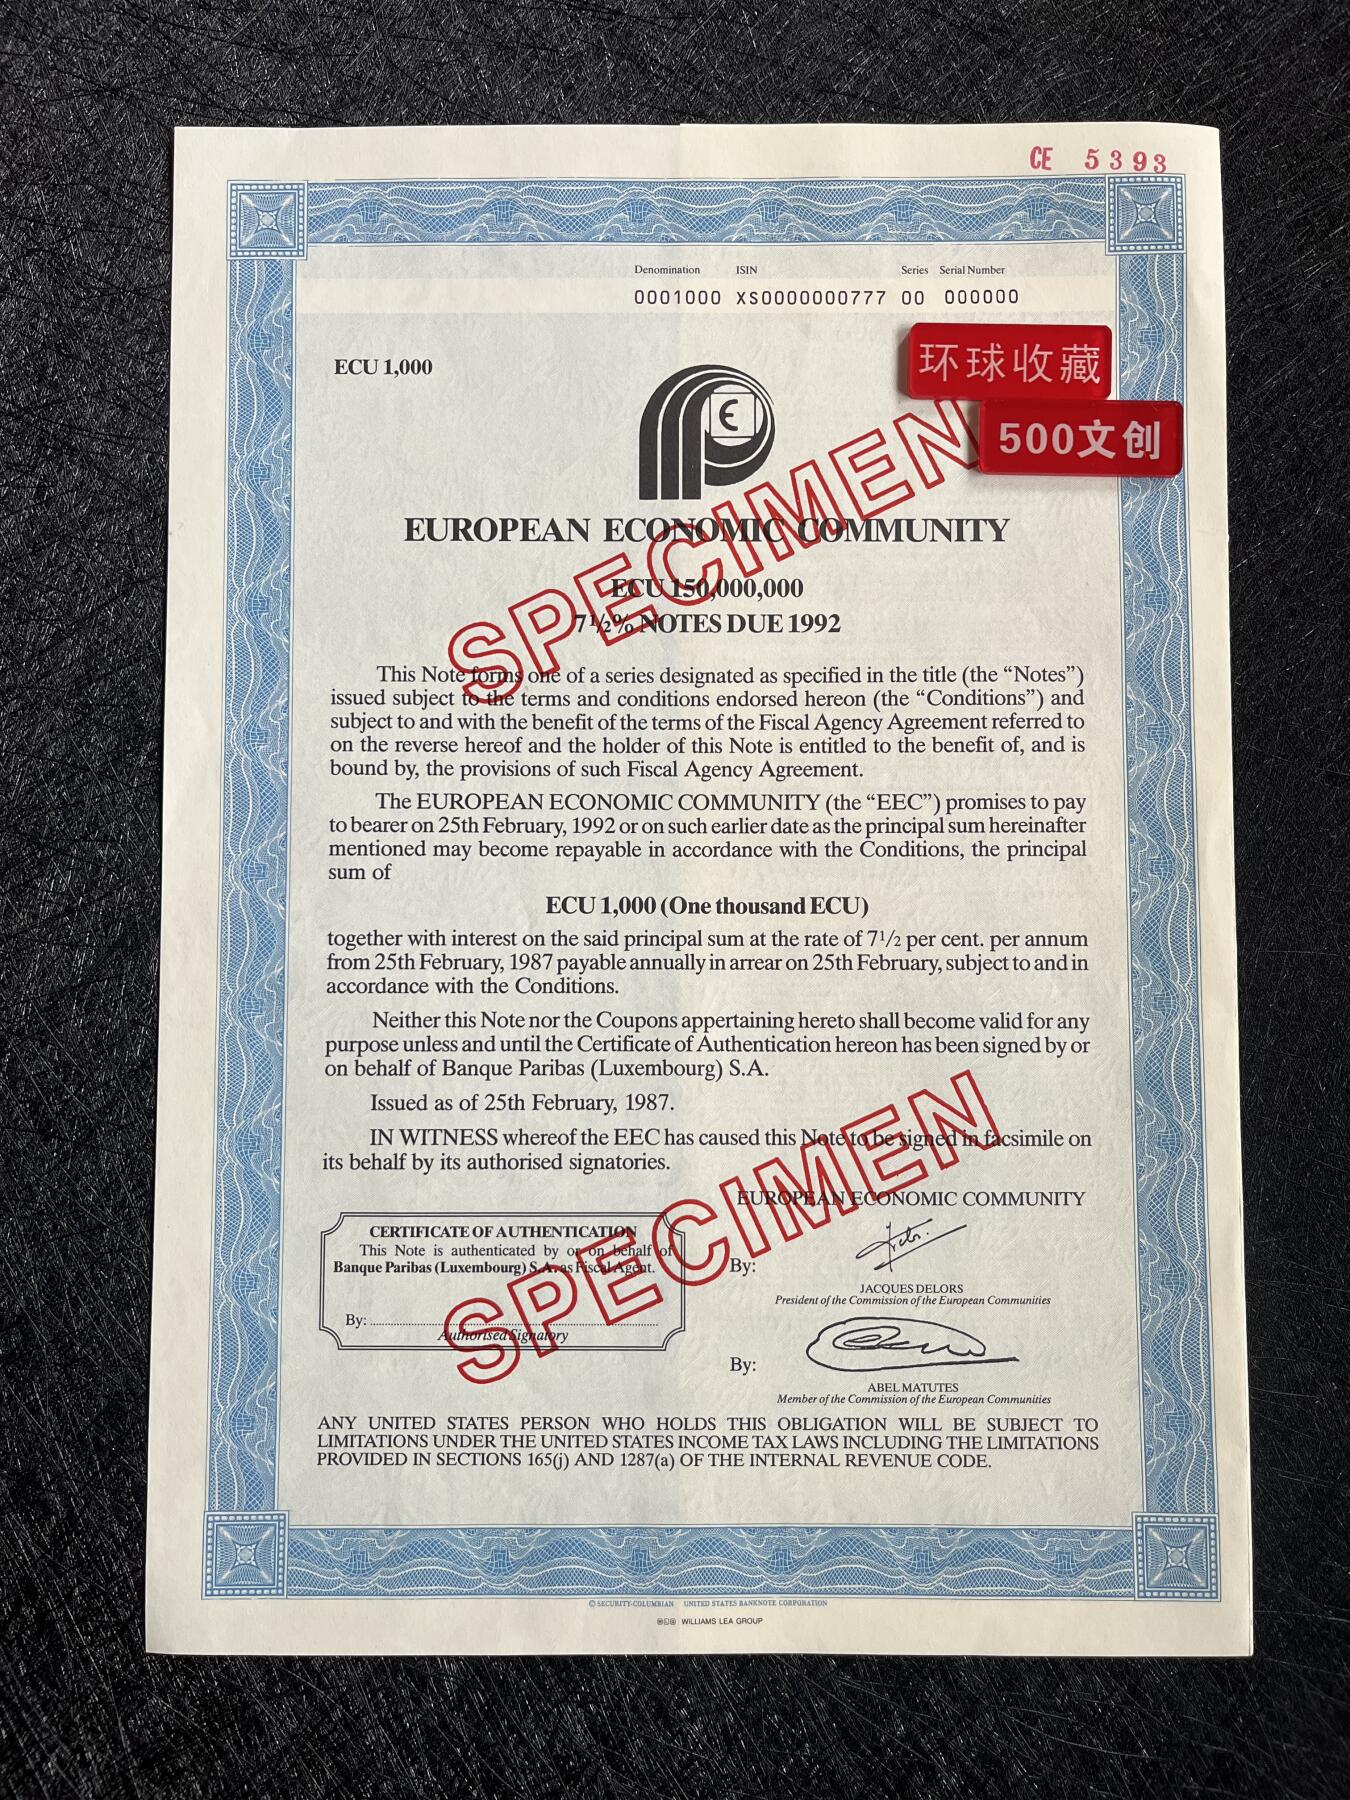 CE 5393
Denomination ISIN Series Serial Number
0001000 XS0000000777 00 000000
环球收藏
ECU 1,000
500文创
SPECIMEN
EUROPEAN ECONOMIC COMMUNITY
ECU 150,000,000
7½% NOTES DUE 1992
This Note forms one of a series designated as specified in the title (the “Notes”)
issued subject to the terms and conditions endorsed hereon (the “Conditions”) and
subject to and with the benefit of the terms of the Fiscal Agency Agreement referred to
on the reverse hereof and the holder of this Note is entitled to the benefit of, and is
bound by, the provisions of such Fiscal Agency Agreement.
The EUROPEAN ECONOMIC COMMUNITY (the “EEC”) promises to pay
to bearer on 25th February, 1992 or on such earlier date as the principal sum hereinafter
mentioned may become repayable in accordance with the Conditions, the principal
sum of
ECU 1,000 (One thousand ECU)
together with interest on the said principal sum at the rate of 7½ per cent. per annum
from 25th February, 1987 payable annually in arrear on 25th February, subject to and in
accordance with the Conditions.
Neither this Note nor the Coupons appertaining hereto shall become valid for any
purpose unless and until the Certificate of Authentication hereon has been signed by or
on behalf of Banque Paribas (Luxembourg) S.A.
Issued as of 25th February, 1987.
IN WITNESS whereof the EEC has caused this Note to be signed in facsimile on
its behalf by its authorised signatories.
SPECIMEN
EUROPEAN ECONOMIC COMMUNITY
CERTIFICATE OF AUTHENTICATION
This Note is authenticated by or on behalf of
Banque Paribas (Luxembourg) S.A. as Fiscal Agent.
By:
Authorised Signatory
By:
JACQUES DELORS
President of the Commission of the European Communities
By:
ABEL MATUTES
Member of the Commission of the European Communities
ANY UNITED STATES PERSON WHO HOLDS THIS OBLIGATION WILL BE SUBJECT TO
LIMITATIONS UNDER THE UNITED STATES INCOME TAX LAWS INCLUDING THE LIMITATIONS
PROVIDED IN SECTIONS 165(j) AND 1287(a) OF THE INTERNAL REVENUE CODE.
© SECURITY-COLUMBIAN UNITED STATES BANKNOTE CORPORATION
WILLIAMS LEA GROUP